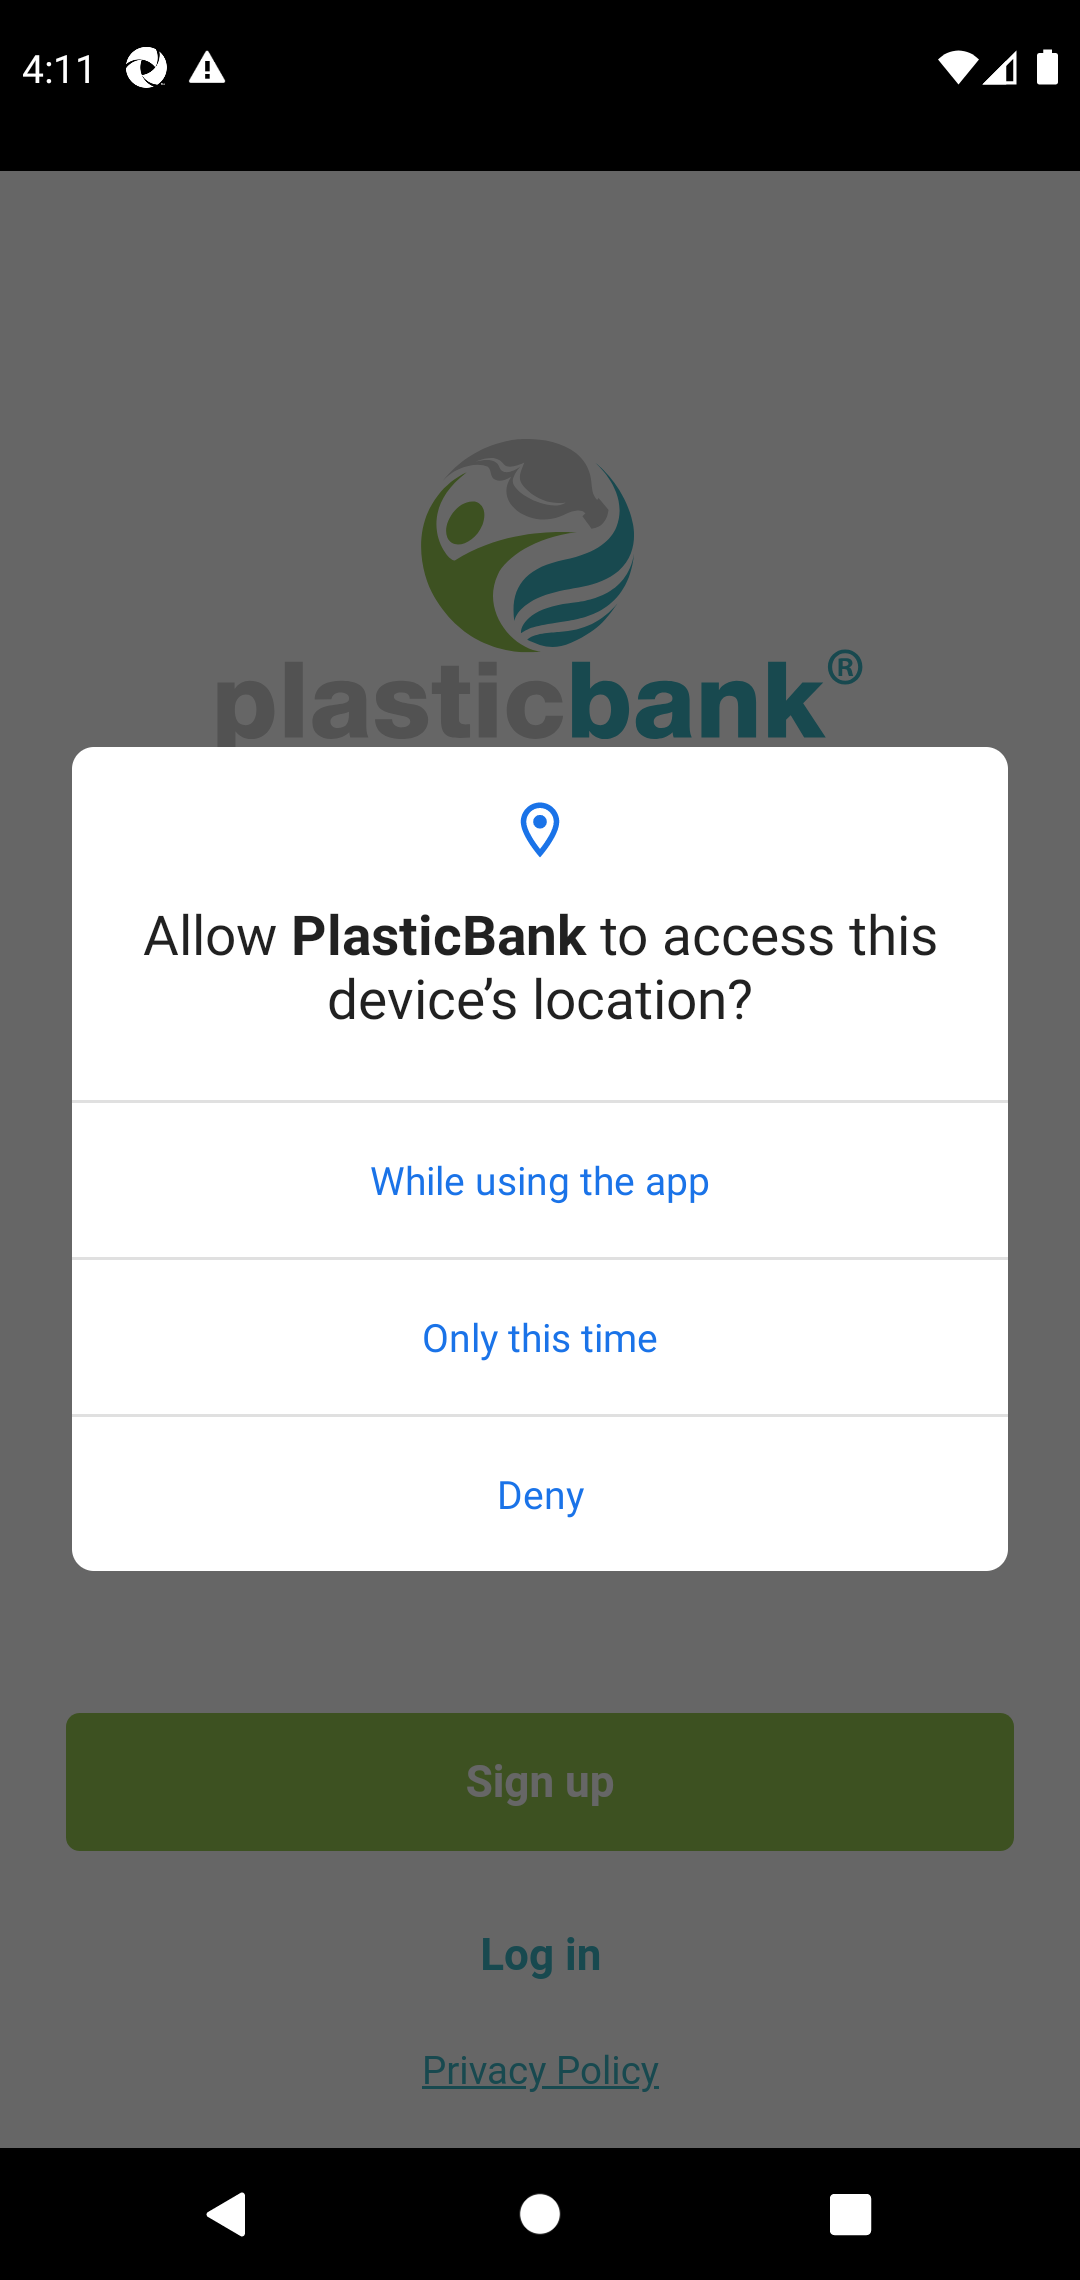 4:11
plasticbank®
Allow PlasticBank to access this
device’s location?
While using the app
Only this time
Deny
Sign up
Log in
Privacy Policy